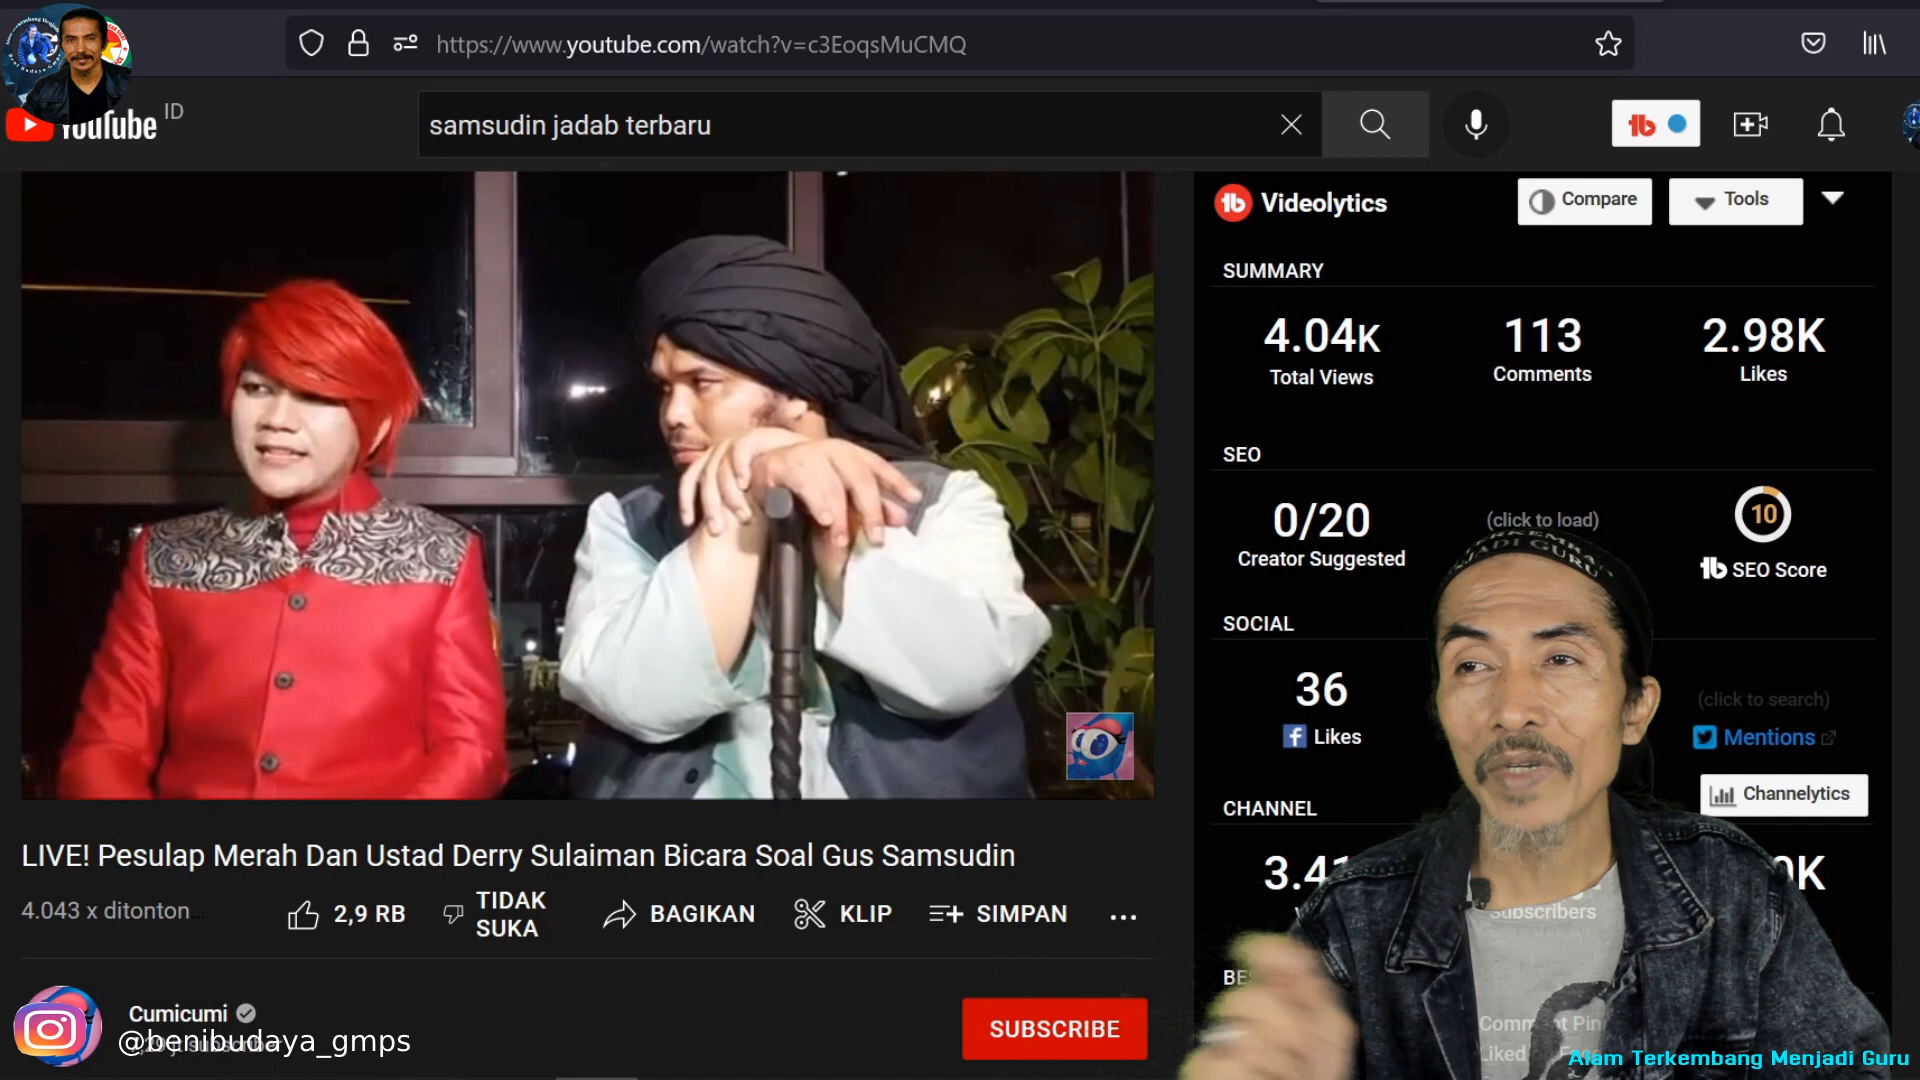 https://www.youtube.com/watch?v=c3EoqsMuCMQ
YouTube ID
samsudin jadab terbaru
Videolytics
Compare
Tools
SUMMARY
4.04K
113
2.98K
Total Views
Comments
Likes
SEO
0/20
(click to load)
10
Creator Suggested
SEO Score
SOCIAL
36
(click to search)
Likes
Mentions
Channelytics
CHANNEL
LIVE! Pesulap Merah Dan Ustad Derry Sulaiman Bicara Soal Gus Samsudin
4.043 x ditonton...
2,9 RB
TIDAK
SUKA
BAGIKAN
KLIP
SIMPAN
Subscribers
Cumicumi
@benibudaya_gmps
SUBSCRIBE
Liked
Alam Terkembang Menjadi Guru